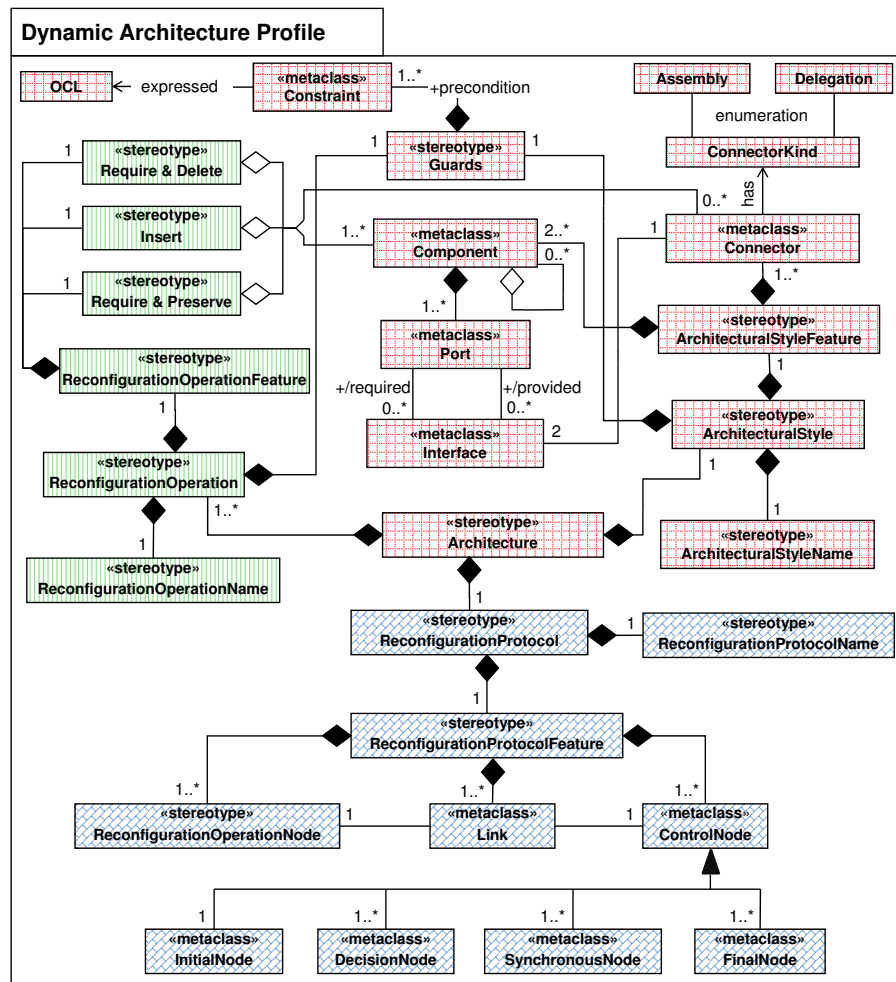 Dynamic Architecture Profile
OCL
expressed
«metaclass»
Constraint
1..*
+precondition
Assembly
Delegation
enumeration
ConnectorKind
has
1
«stereotype»
Require & Delete
1
«stereotype»
Guards
1
0..*
1
«stereotype»
Insert
1..*
«metaclass»
Component
2..*
0..*
1
«metaclass»
Connector
1..*
1
«stereotype»
Require & Preserve
1..*
«metaclass»
Port
«stereotype»
ArchitecturalStyleFeature
1
«stereotype»
ReconfigurationOperationFeature
1
+/required
0..*
+/provided
0..*
«stereotype»
ArchitecturalStyle
1
«metaclass»
Interface
2
«stereotype»
ReconfigurationOperation
1..*
1
«stereotype»
Architecture
1
«stereotype»
ArchitecturalStyleName
1
«stereotype»
ReconfigurationOperationName
1
«stereotype»
ReconfigurationProtocol
1
«stereotype»
ReconfigurationProtocolName
1
«stereotype»
ReconfigurationProtocolFeature
1..*
1..*
1..*
«stereotype»
ReconfigurationOperationNode
1
«metaclass»
Link
1
«metaclass»
ControlNode
1
1..*
1..*
1..*
«metaclass»
InitialNode
«metaclass»
DecisionNode
«metaclass»
SynchronousNode
«metaclass»
FinalNode